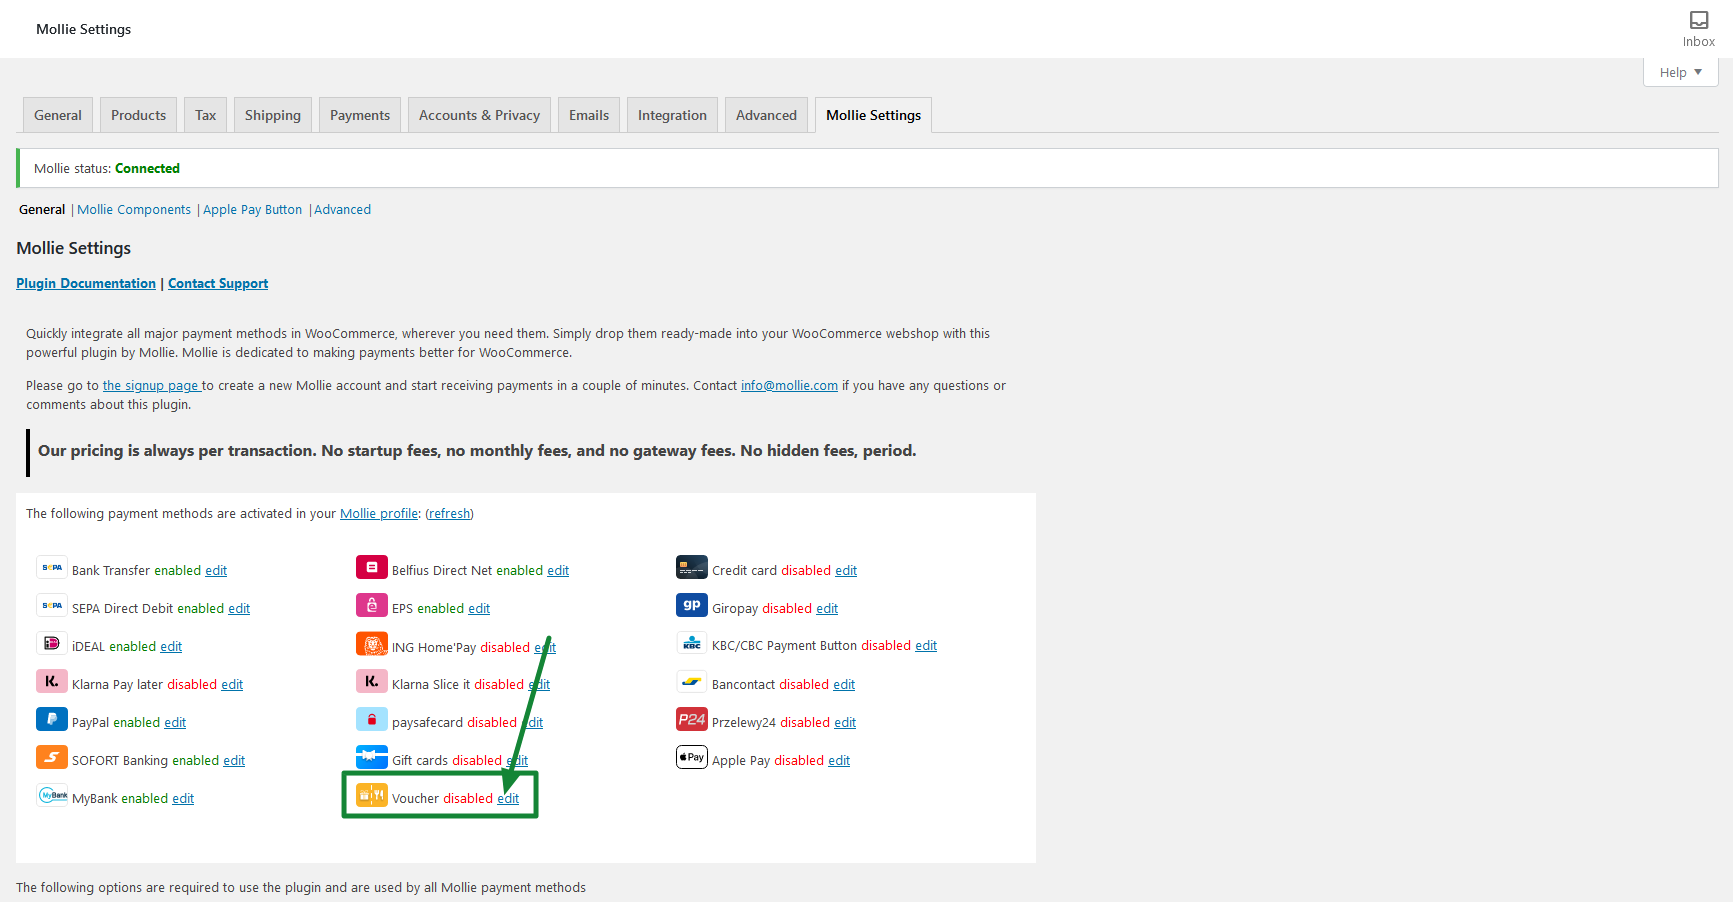 Mollie Settings
Inbox
Help
General Products Tax Shipping Payments Accounts & Privacy Emails Integration Advanced Mollie Settings
Mollie status: Connected
General | Mollie Components | Apple Pay Button | Advanced
Mollie Settings
Plugin Documentation | Contact Support
Quickly integrate all major payment methods in WooCommerce, wherever you need them. Simply drop them ready-made into your WooCommerce webshop with this
powerful plugin by Mollie. Mollie is dedicated to making payments better for WooCommerce.
Please go to the signup page to create a new Mollie account and start receiving payments in a couple of minutes. Contact info@mollie.com if you have any questions or
comments about this plugin.
Our pricing is always per transaction. No startup fees, no monthly fees, and no gateway fees. No hidden fees, period.
The following payment methods are activated in your Mollie profile: (refresh)
SEPA Bank Transfer enabled edit
Belfius Direct Net enabled edit
Credit card disabled edit
SEPA SEPA Direct Debit enabled edit
EPS enabled edit
gp Giropay disabled edit
iDEAL enabled edit
ING Home'Pay disabled edit
KBC KBC/CBC Payment Button disabled edit
K. Klarna Pay later disabled edit
K. Klarna Slice it disabled edit
Bancontact disabled edit
PayPal enabled edit
paysafecard disabled edit
P24 Przelewy24 disabled edit
SOFORT Banking enabled edit
Gift cards disabled edit
Pay Apple Pay disabled edit
MyBank MyBank enabled edit
Voucher disabled edit
The following options are required to use the plugin and are used by all Mollie payment methods